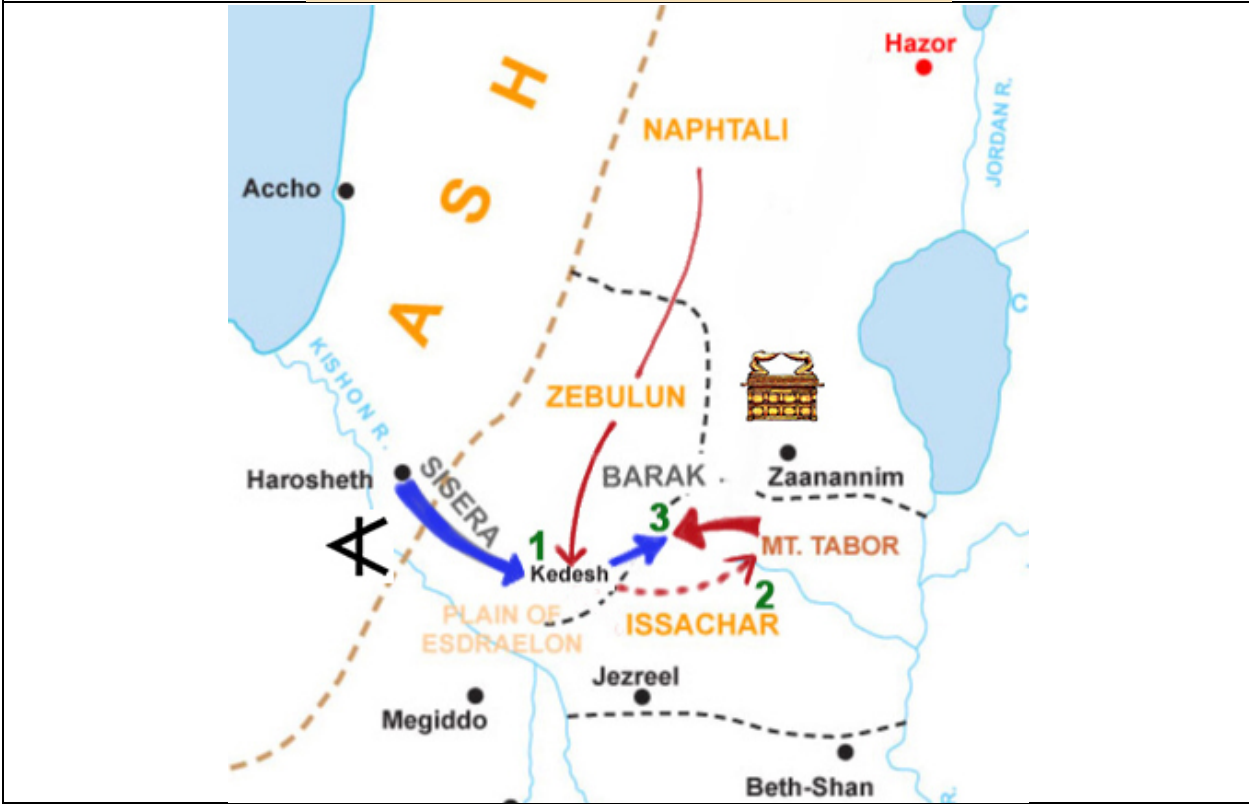 Hazor
JORDAN R.
NAPHTALI
ASH
Accho
C
KISHON R.
ZEBULUN
BARAK
Zaanannim
Harosheth
SISERA
3
MT. TABOR
1
Kedesh
2
PLAIN OF
ESDRAELON
ISSACHAR
Jezreel
Megiddo
Beth-Shan
R.